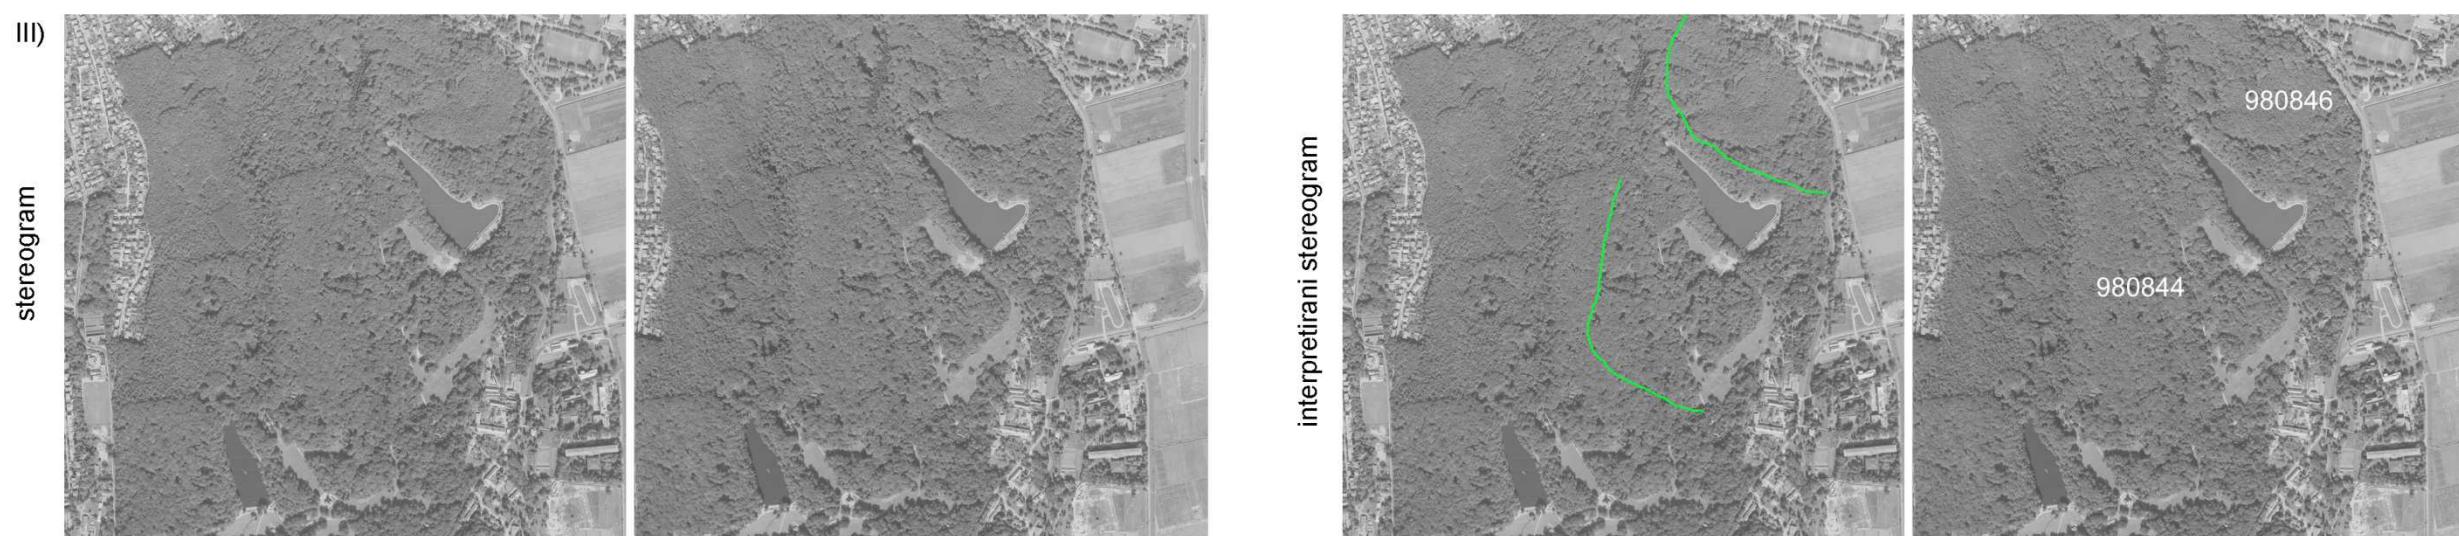 III)
stereogram
interpretirani stereogram
980846
980844